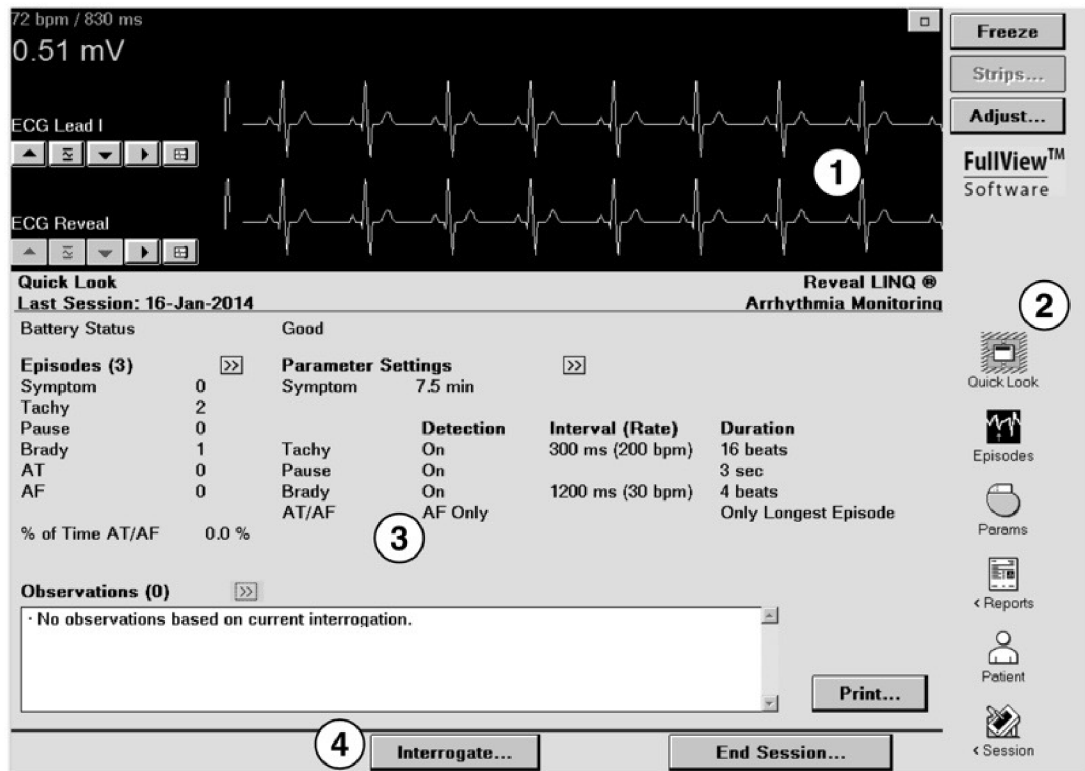 72 bpm / 830 ms
0.51 mV
ECG Lead I
ECG Reveal
1
Freeze
Strips...
Adjust...
FullView™
Software
Quick Look
Reveal LINQ ®
Last Session: 16-Jan-2014
Arrhythmia Monitoring
Battery Status Good
Episodes (3) >>
Symptom 0
Tachy 2
Pause 0
Brady 1
AT 0
AF 0
% of Time AT/AF 0.0 %
Parameter Settings >>
Symptom 7.5 min
Detection Interval (Rate) Duration
Tachy On 300 ms (200 bpm) 16 beats
Pause On 3 sec
Brady On 1200 ms (30 bpm) 4 beats
AT/AF AF Only Only Longest Episode
3
Observations (0) >>
· No observations based on current interrogation.
Print...
4
Interrogate...
End Session...
2
Quick Look
Episodes
Params
< Reports
Patient
< Session